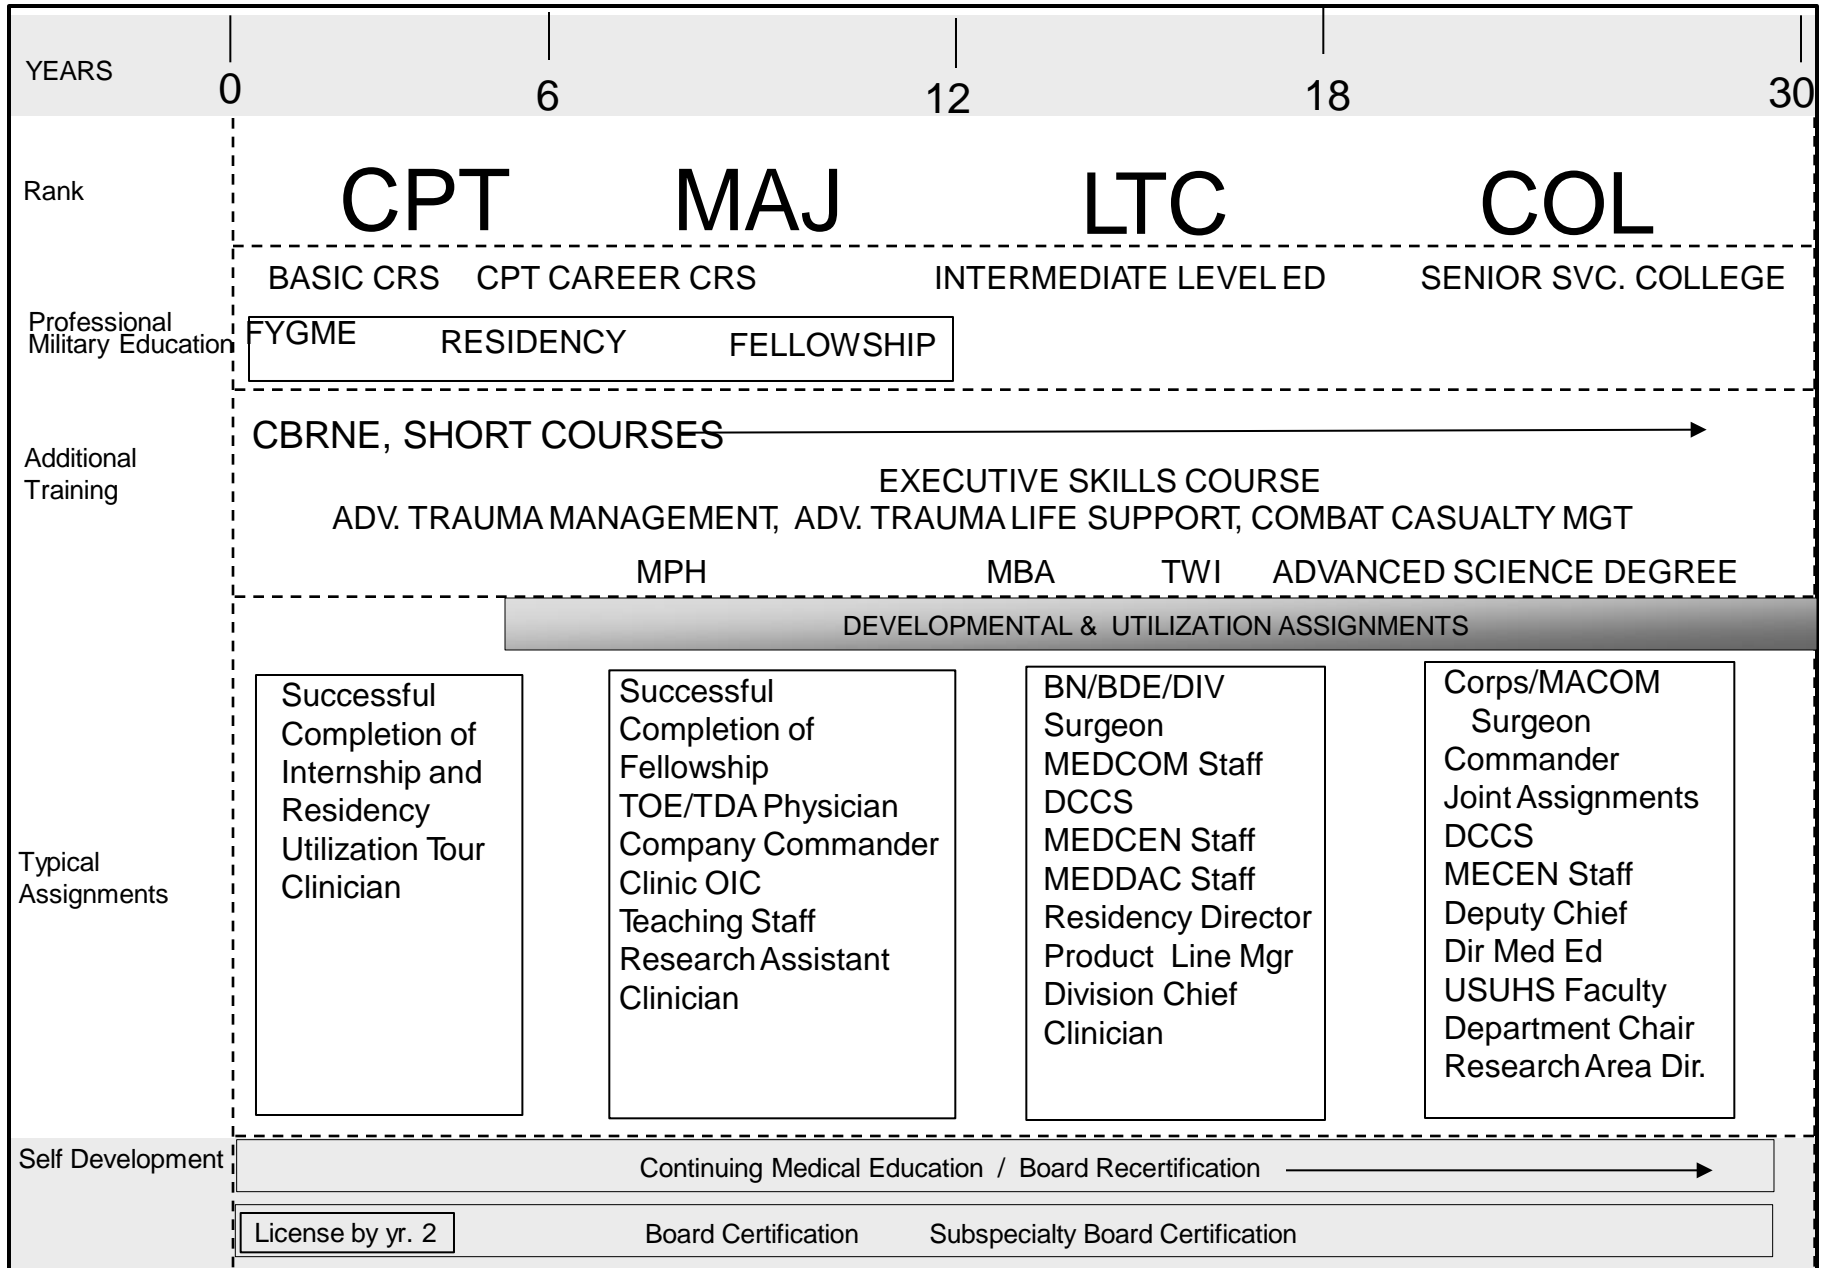 YEARS
0 6 12 18 30
Rank
CPT MAJ LTC COL
BASIC CRS CPT CAREER CRS INTERMEDIATE LEVEL ED SENIOR SVC. COLLEGE
Professional
Military Education
FYGME RESIDENCY FELLOWSHIP
Additional
Training
CBRNE, SHORT COURSES
EXECUTIVE SKILLS COURSE
ADV. TRAUMA MANAGEMENT, ADV. TRAUMA LIFE SUPPORT, COMBAT CASUALTY MGT
MPH MBA TWI ADVANCED SCIENCE DEGREE
DEVELOPMENTAL & UTILIZATION ASSIGNMENTS
Typical
Assignments
Successful
Completion of
Internship and
Residency
Utilization Tour
Clinician
Successful
Completion of
Fellowship
TOE/TDA Physician
Company Commander
Clinic OIC
Teaching Staff
Research Assistant
Clinician
BN/BDE/DIV
Surgeon
MEDCOM Staff
DCCS
MEDCEN Staff
MEDDAC Staff
Residency Director
Product Line Mgr
Division Chief
Clinician
Corps/MACOM
Surgeon
Commander
Joint Assignments
DCCS
MECEN Staff
Deputy Chief
Dir Med Ed
USUHS Faculty
Department Chair
Research Area Dir.
Self Development
Continuing Medical Education / Board Recertification
License by yr. 2 Board Certification Subspecialty Board Certification